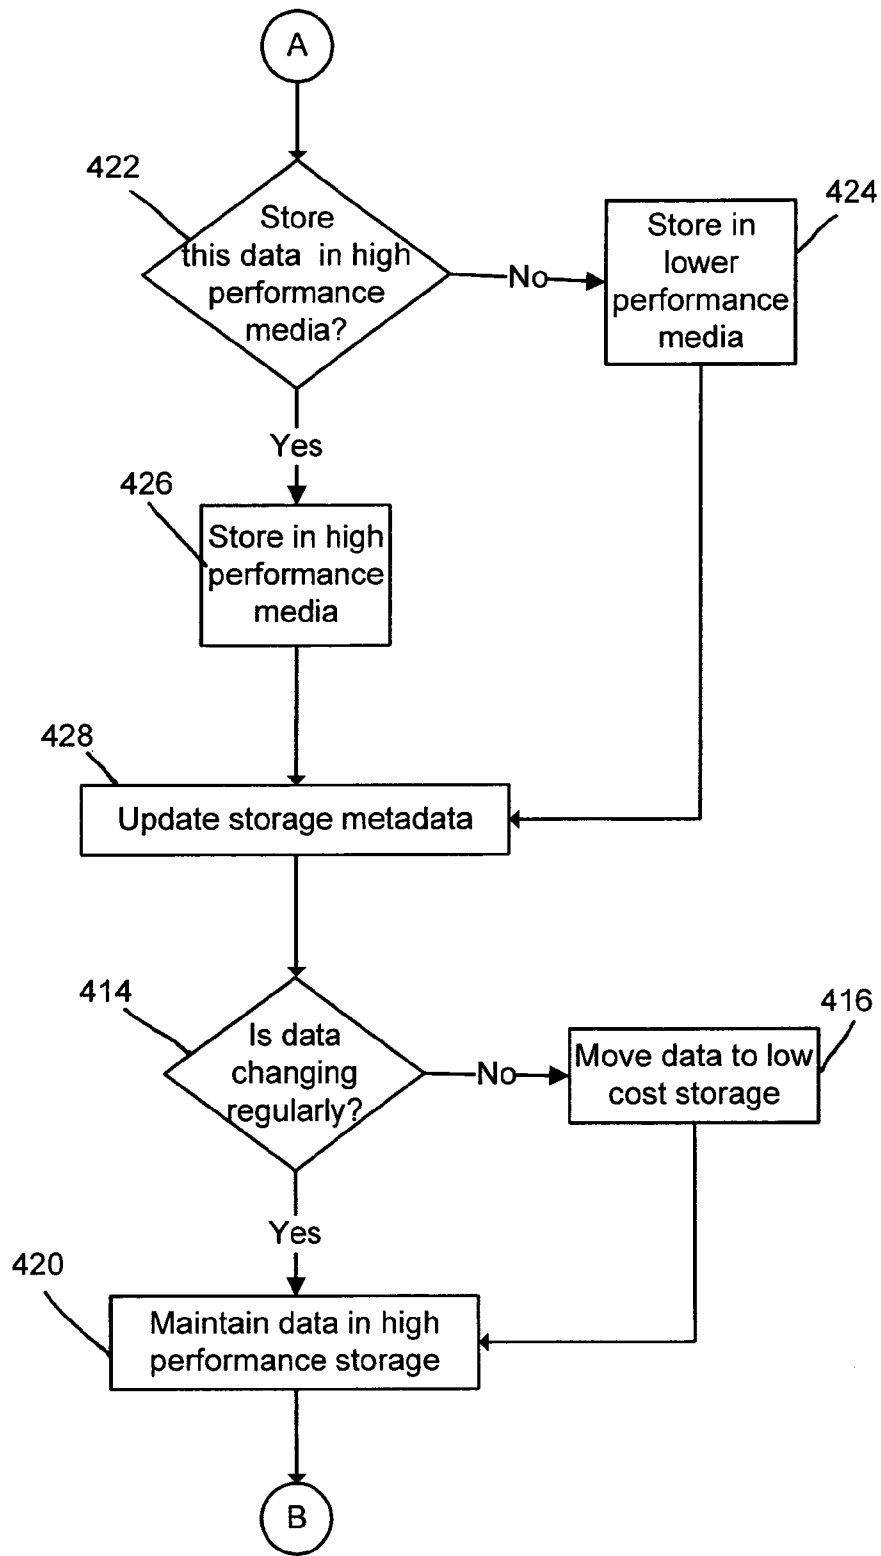 A
422
Store
this data in high
performance
media?
No
424
Store in
lower
performance
media
Yes
426
Store in high
performance
media
428
Update storage metadata
414
Is data
changing
regularly?
No
416
Move data to low
cost storage
Yes
420
Maintain data in high
performance storage
B